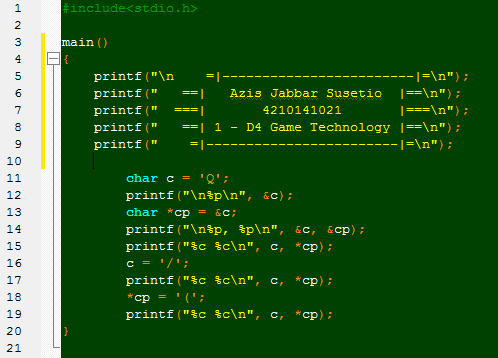 1 #include<stdio.h>
2
3 main()
4 {
5 printf("\n    =|------------------------|=\n");
6 printf("   ==|   Azis Jabbar Susetio  |==\n");
7 printf("  ===|       4210141021       |===\n");
8 printf("   ==| 1 - D4 Game Technology |==\n");
9 printf("    =|------------------------|=\n");
10
11 char c = 'Q';
12 printf("\n%p\n", &c);
13 char *cp = &c;
14 printf("\n%p, %p\n", &c, &cp);
15 printf("%c %c\n", c, *cp);
16 c = '/';
17 printf("%c %c\n", c, *cp);
18 *cp = '(';
19 printf("%c %c\n", c, *cp);
20 }
21